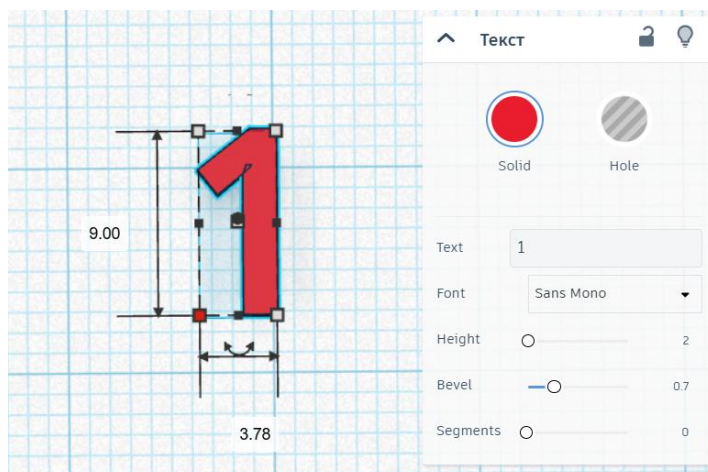 Текст
Solid
Hole
1
9.00
Text
1
Font
Sans Mono
Height
2
Bevel
0.7
3.78
Segments
0